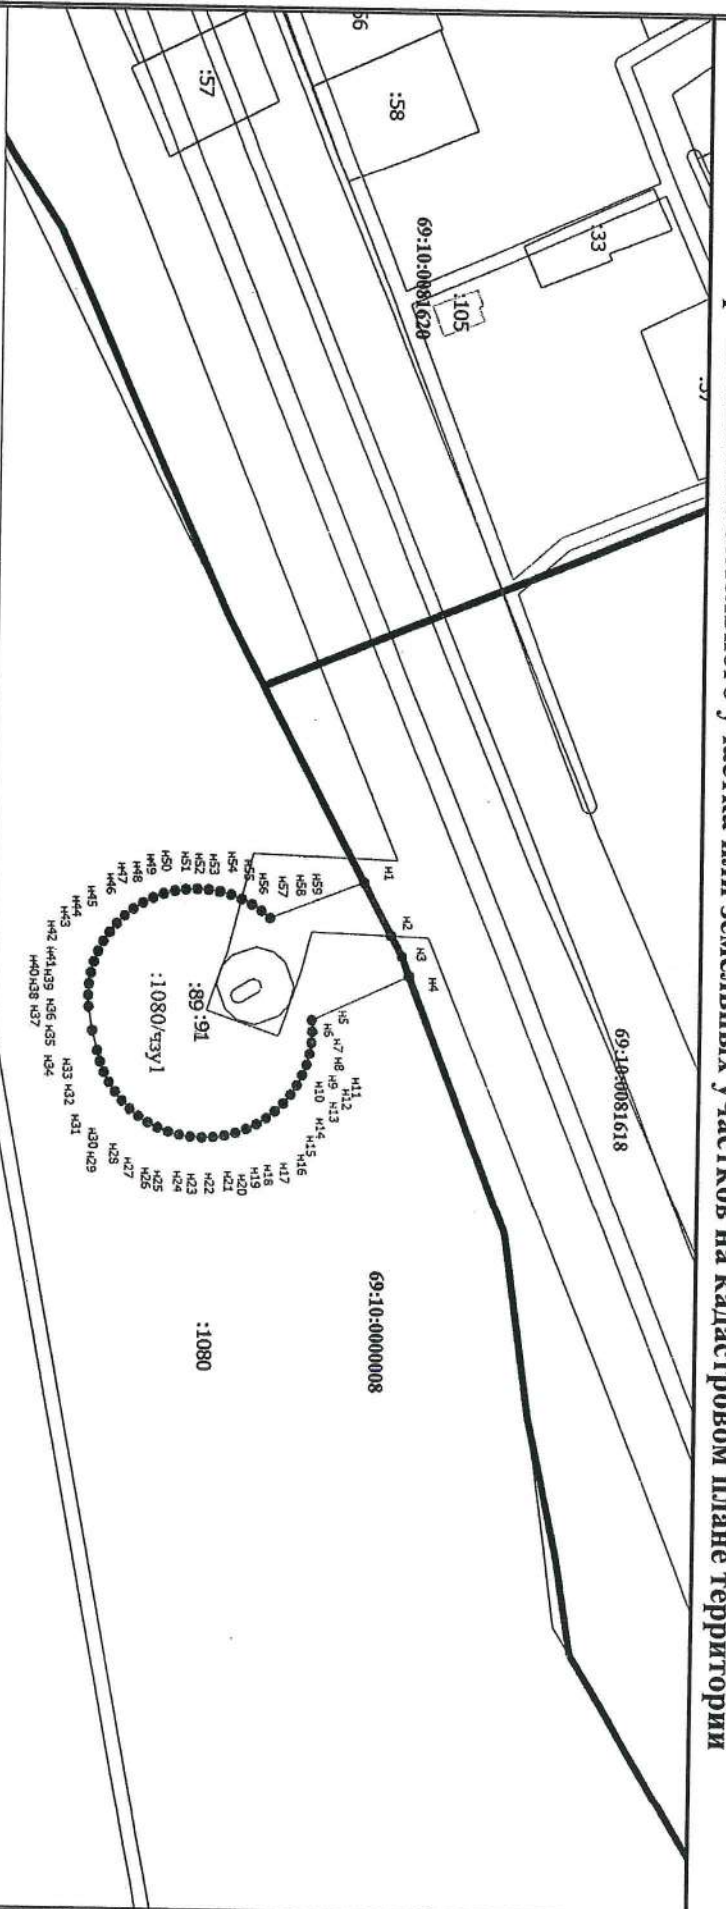 участка или земельных участков на кадастровом плане территории
:57
:58
:33
:105
69:10:0081620
69:10:0081618
69:10:0000008
:1080
:89
:91
:1080/чзу1
н1
н2
н3
н4
н5
н6
н7
н8
н9
н10
н11
н12
н13
н14
н15
н16
н17
н18
н19
н20
н21
н22
н23
н24
н25
н26
н27
н28
н29
н30
н31
н32
н33
н34
н35
н36
н37
н38
н39
н40
н41
н42
н43
н44
н45
н46
н47
н48
н49
н50
н51
н52
н53
н54
н55
н56
н57
н58
н59